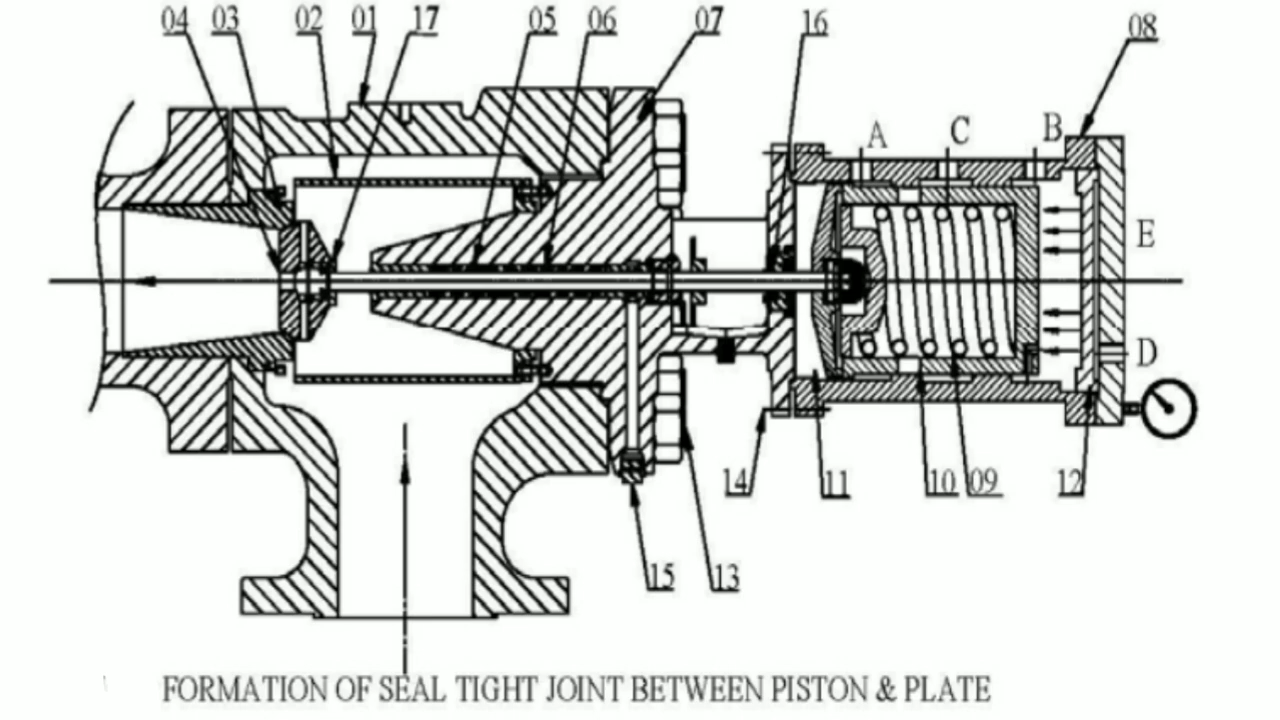 04 03 02 01 17 05 06 07 16 08
A C B
E
D
14 11 10 09 12
15 13
FORMATION OF SEAL TIGHT JOINT BETWEEN PISTON & PLATE